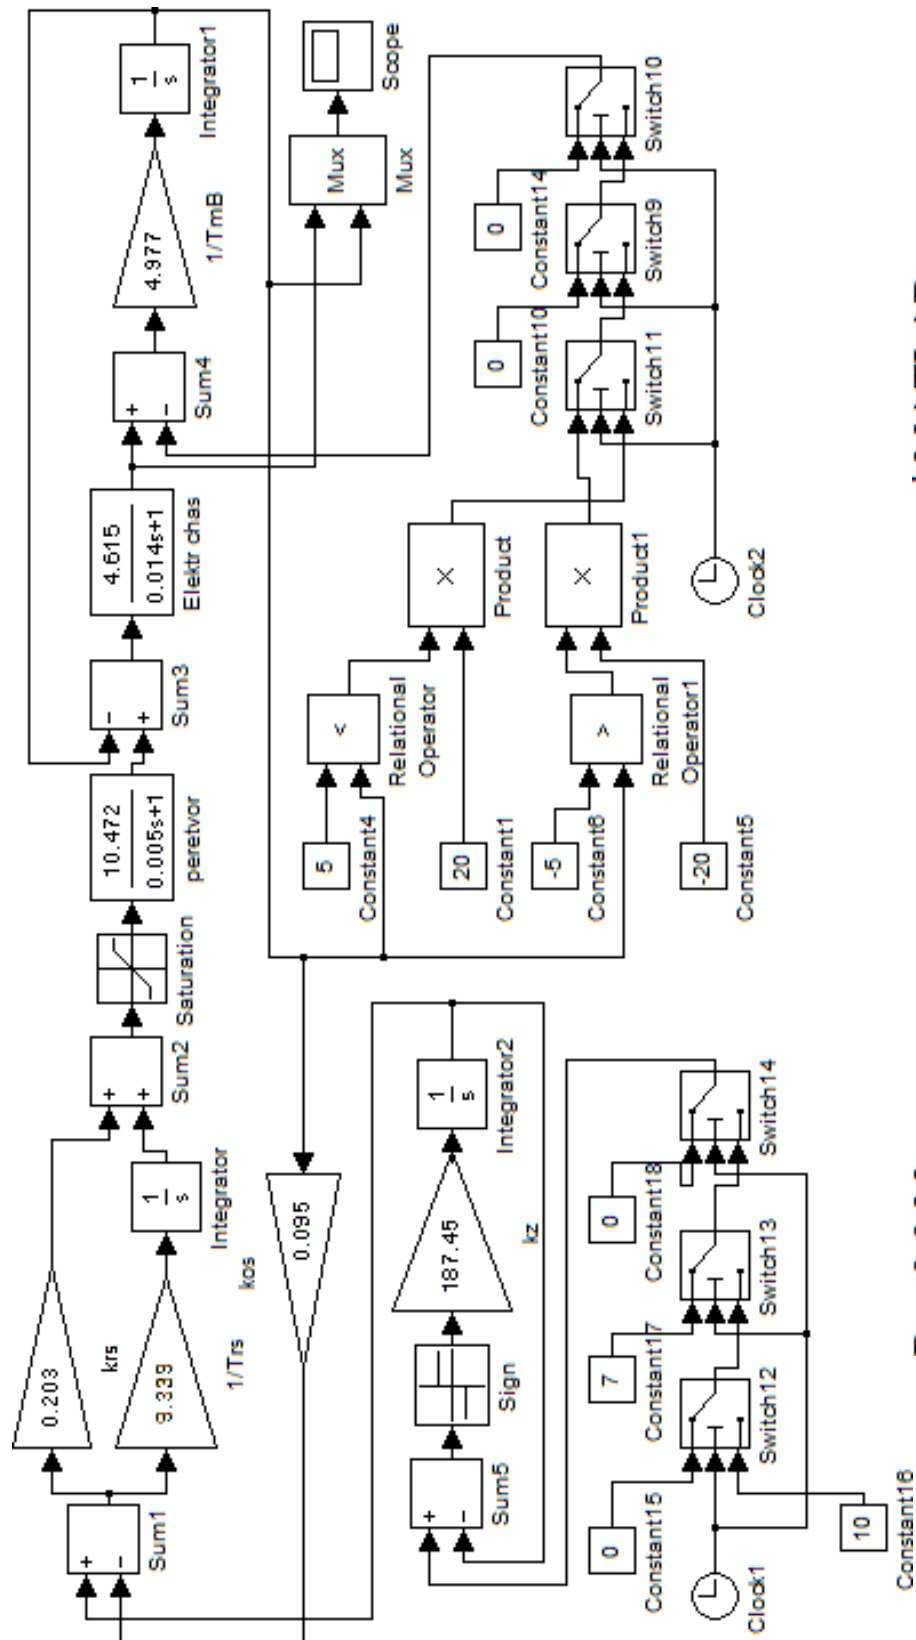 0.203
krs
9.339
1/Trs
+
-
Sum1
1
s
Integrator
+
+
Sum2
Saturation
10.472
0.005s+1
peretvor
-
+
Sum3
4.615
0.014s+1
Elektr chas
+
-
Sum4
4.977
1/TmB
1
s
Integrator1
0.095
kos
Mux
Mux
Scope
+
-
Sum5
Sign
187.45
kz
1
s
Integrator2
5
Constant4
<
Relational
Operator
20
Constant1
×
Product
-5
Constant6
>
Relational
Operator1
-20
Constant5
×
Product1
0
Constant10
0
Constant14
Switch11
Switch9
Switch10
Clock2
0
Constant15
7
Constant17
0
Constant18
Switch12
Switch13
Switch14
Clock1
10
Constant16